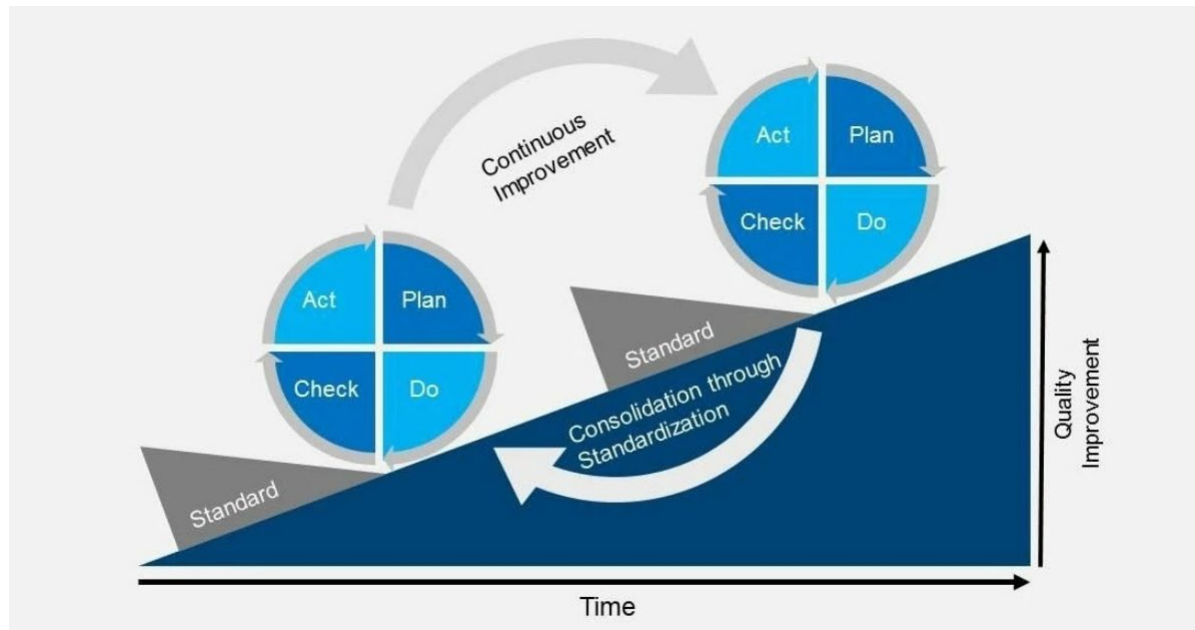 Continuous
Improvement
Act
Plan
Check
Do
Act
Plan
Check
Do
Standard
Standard
Consolidation through
Standardization
Quality
Improvement
Time